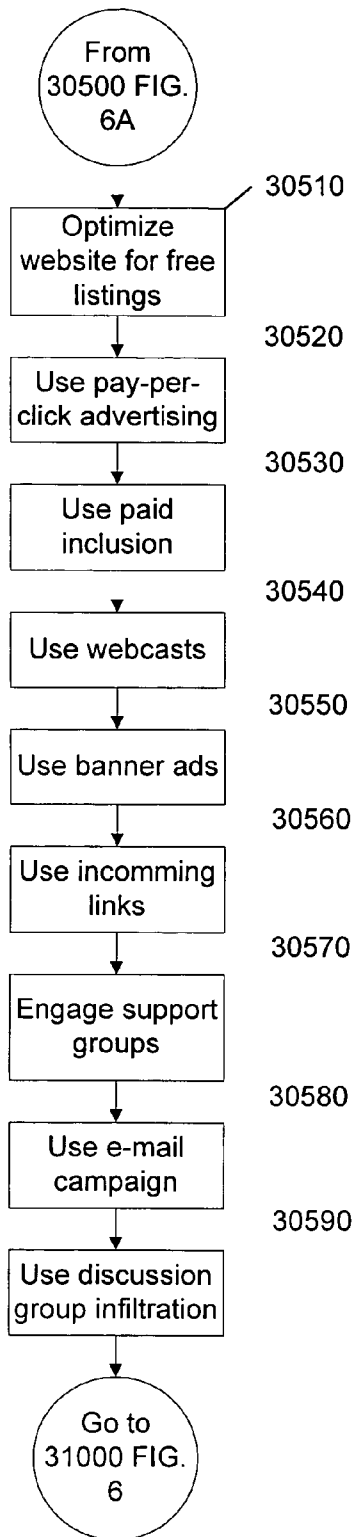 From
30500 FIG.
6A
30510
Optimize
website for free
listings
30520
Use pay-per-
click advertising
30530
Use paid
inclusion
30540
Use webcasts
30550
Use banner ads
30560
Use incomming
links
30570
Engage support
groups
30580
Use e-mail
campaign
30590
Use discussion
group infiltration
Go to
31000 FIG.
6